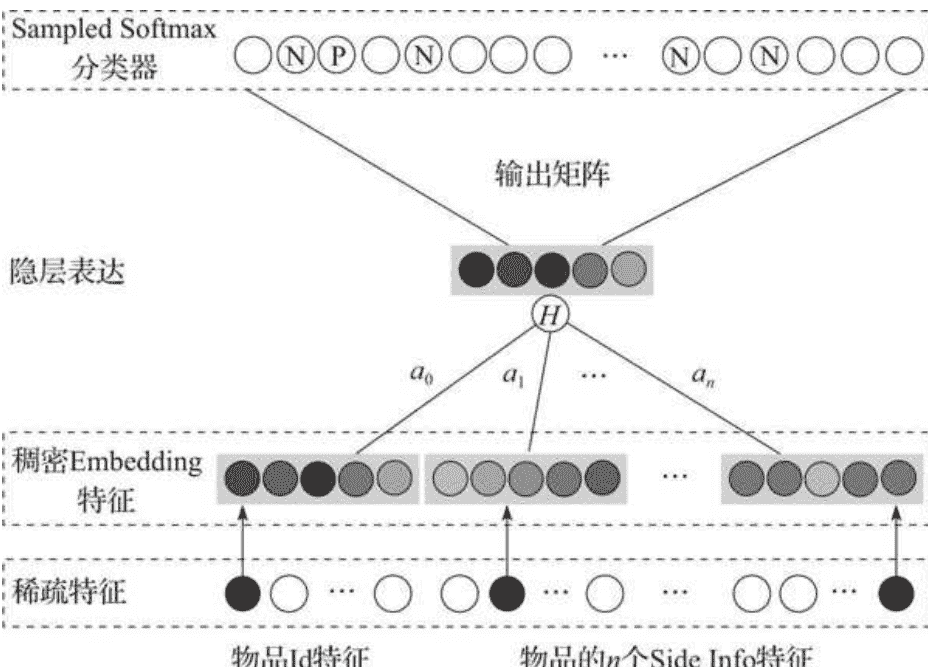 Sampled Softmax
分类器
N P N … N N
输出矩阵
隐层表达
H
a0 a1 … an
稠密Embedding
特征
…
稀疏特征
… … … …
物品Id特征 物品的n个Side Info特征